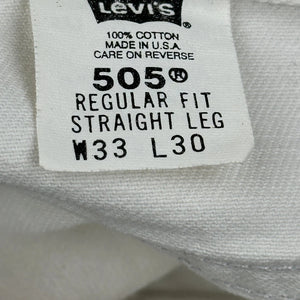 Levi's
100% COTTON
MADE IN U.S.A.
CARE ON REVERSE
505®
REGULAR FIT
STRAIGHT LEG
W33 L30